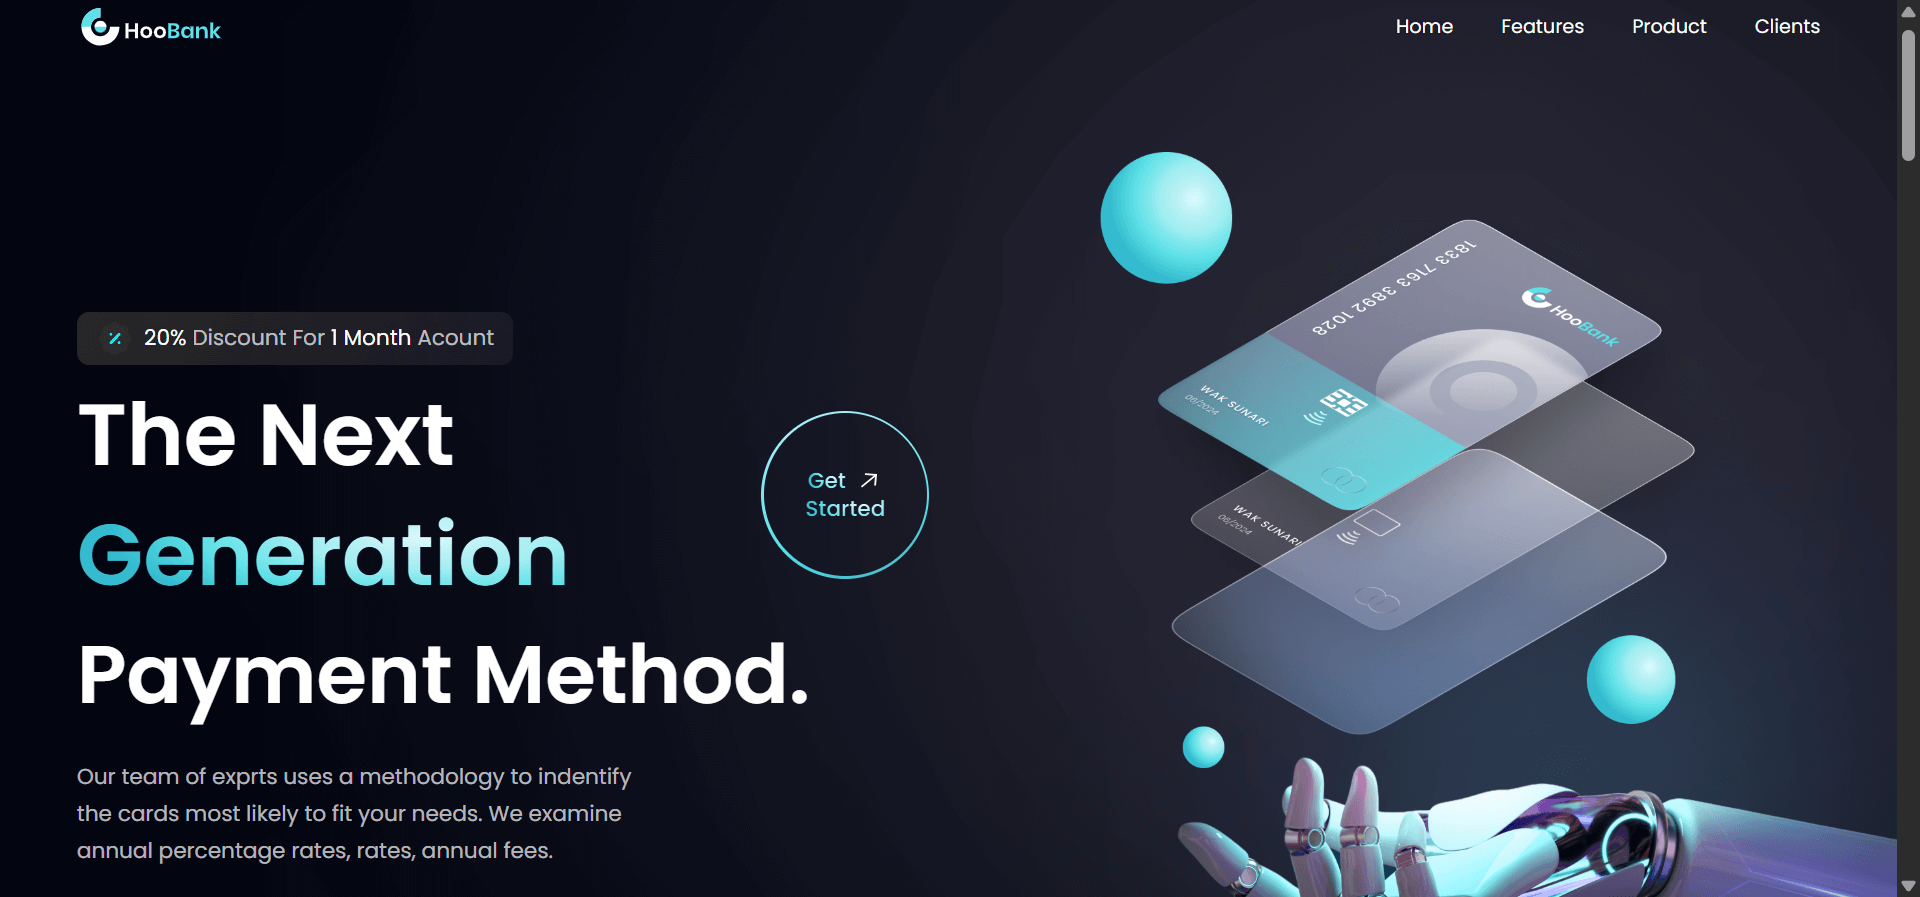 HooBank
Home Features Product Clients
20% Discount For 1 Month Acount
The Next
Generation
Payment Method.
Get
Started
Our team of exprts uses a methodology to indentify
the cards most likely to fit your needs. We examine
annual percentage rates, rates, annual fees.
1833 7163 3892 1028
HooBank
WAK SUNARI
08/2024
WAK SUNARI
08/2024